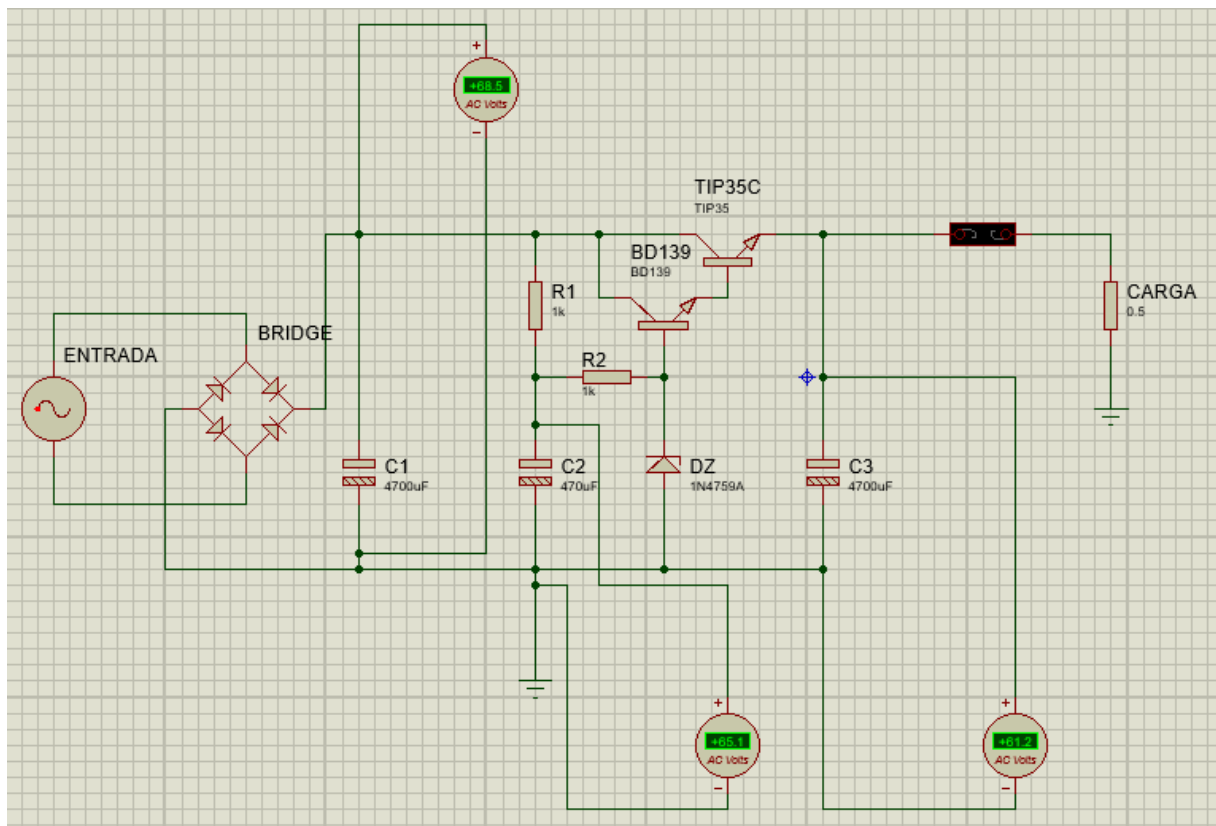 +
+68.5
AC Volts
−
TIP35C
TIP35
BD139
BD139
R1
1k
CARGA
0.5
BRIDGE
ENTRADA
R2
1k
C1
4700uF
C2
470uF
DZ
1N4759A
C3
4700uF
+
+65.1
AC Volts
−
+
+61.2
AC Volts
−